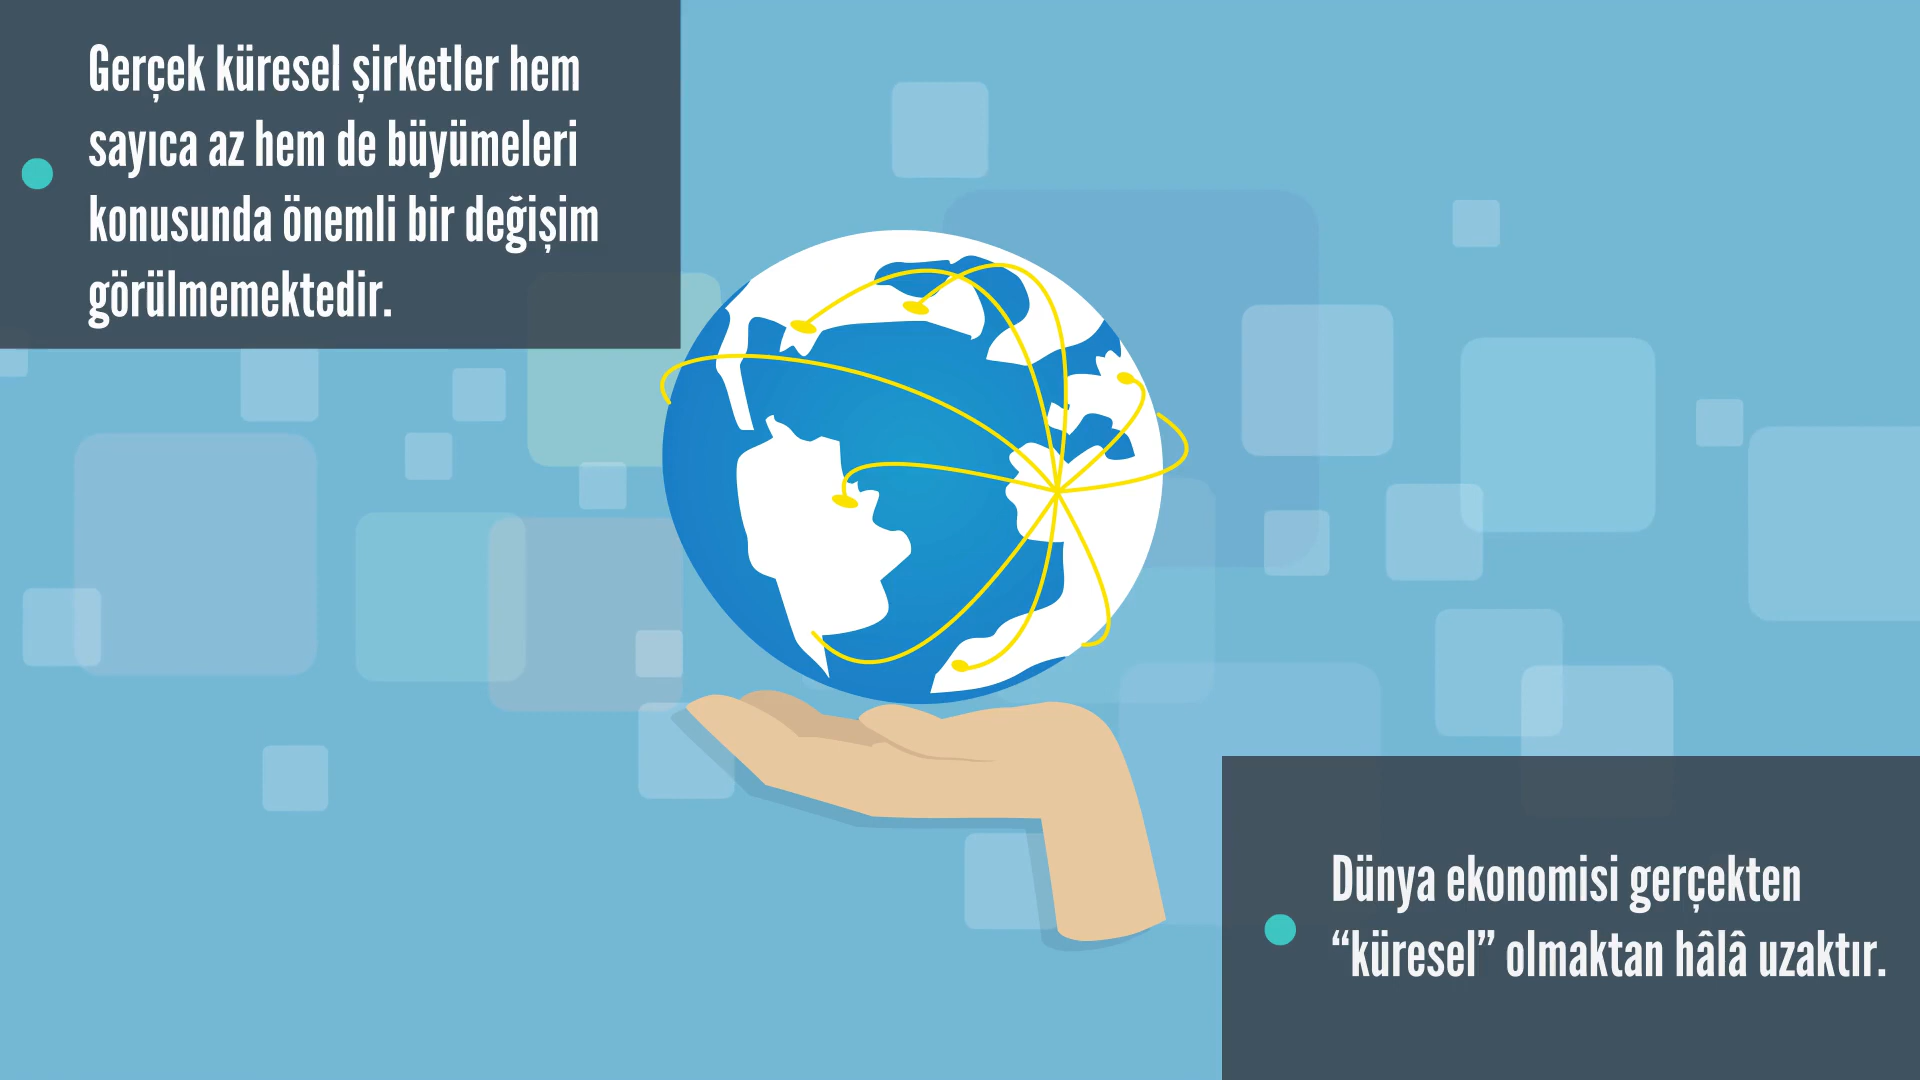 Gerçek küresel şirketler hem
sayıca az hem de büyümeleri
konusunda önemli bir değişim
görülmemektedir.
Dünya ekonomisi gerçekten
“küresel” olmaktan hâlâ uzaktır.